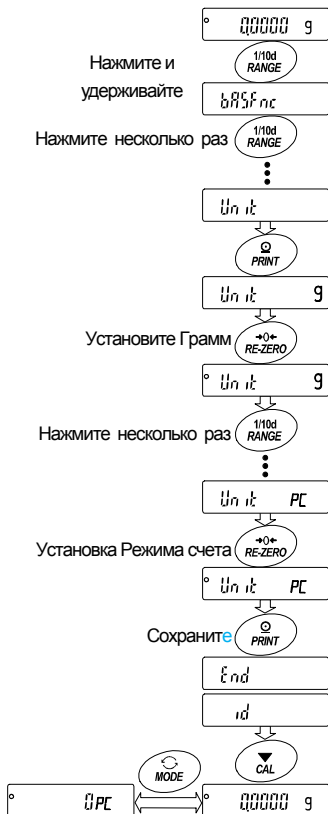 0.0000 g
Нажмите и
удерживайте
1/10d
RANGE
bASFnc
Нажмите несколько раз
1/10d
RANGE
Unit
PRINT
Unit g
Установите Грамм
→0←
RE-ZERO
Unit g
Нажмите несколько раз
1/10d
RANGE
Unit PC
Установка Режима счета
→0←
RE-ZERO
Unit PC
Сохраните
PRINT
End
id
MODE
CAL
0 PC
0.0000 g